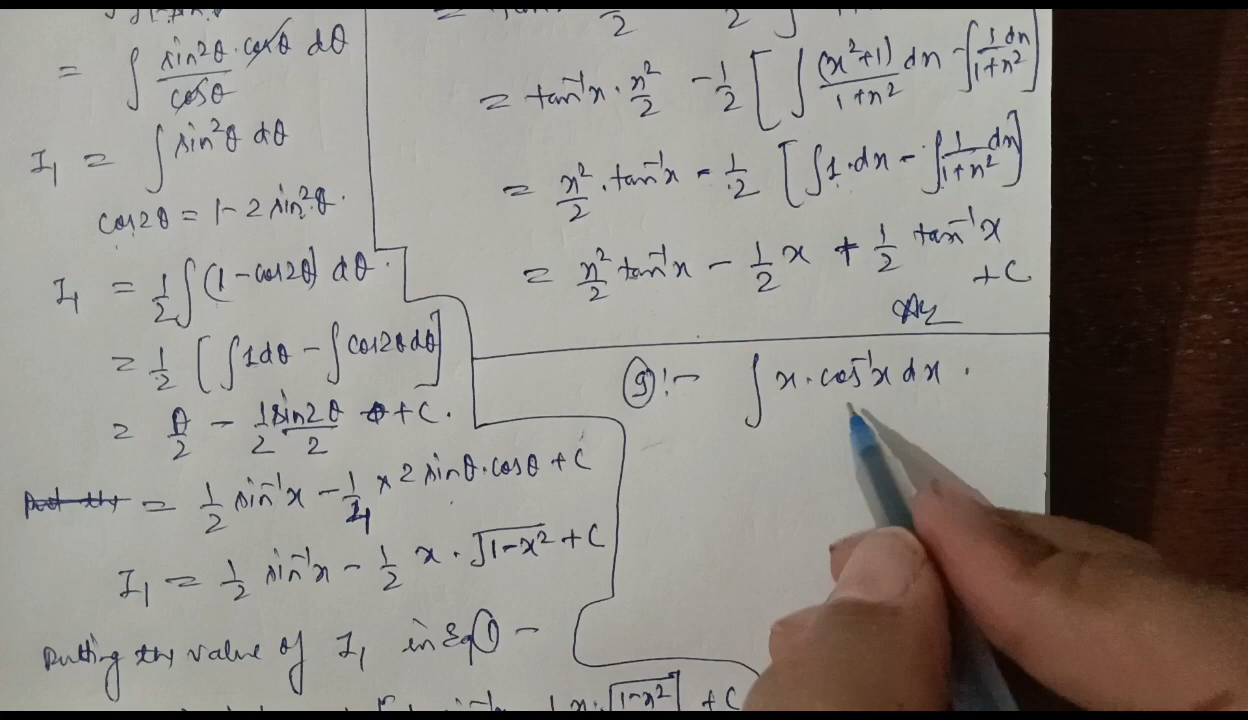 = ∫ sin²θ · cosθ dθ / cosθ
I₁ = ∫ sin²θ dθ
cos2θ = 1 - 2 sin²θ.
I₁ = 1/2 ∫ (1 - cos2θ) dθ.
= 1/2 [ ∫ 1 dθ - ∫ cos2θ dθ ]
= θ/2 - 1/2 sin2θ/2 + C.
= 1/2 sin⁻¹x - 1/4 × 2 sinθ · cosθ + C
I₁ = 1/2 sin⁻¹x - 1/2 x · √1-x² + C
Putting the value of I₁ in Eq ① -
√1-x² + C
= tan⁻¹x · x²/2 - 1/2 [ ∫ (x²+1)/1+x² dx - ∫ 1 dx/1+x² ]
= x²/2 · tan⁻¹x - 1/2 [ ∫ 1 · dx - ∫ 1/1+x² dx ]
= x²/2 tan⁻¹x - 1/2 x + 1/2 tan⁻¹x
+ C
⑨ :- ∫ x · cos⁻¹x dx .